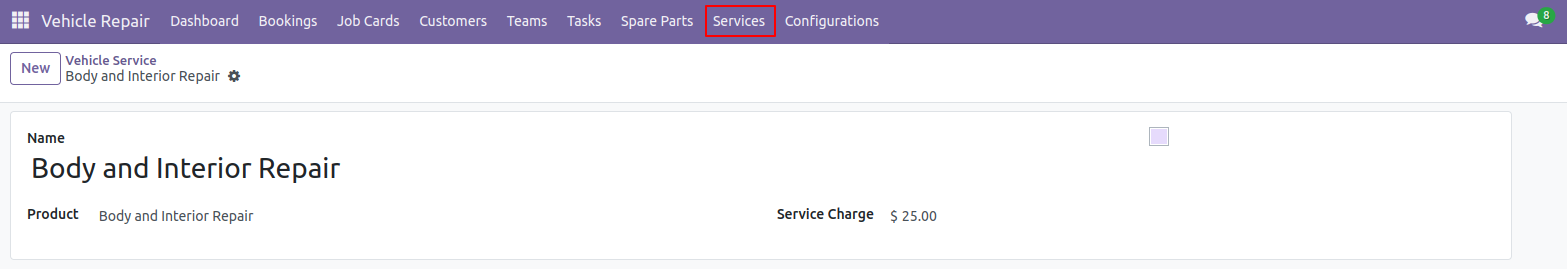 Vehicle Repair Dashboard Bookings Job Cards Customers Teams Tasks Spare Parts Services Configurations 8
New Vehicle Service
Body and Interior Repair
Name
Body and Interior Repair
Product Body and Interior Repair Service Charge $ 25.00